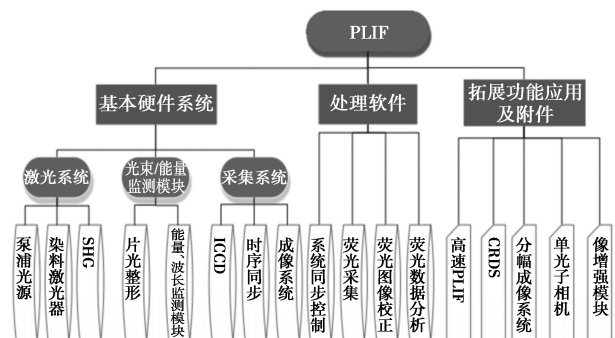 PLIF
基本硬件系统
处理软件
拓展功能应用
及附件
激光系统
光束/能量
监测模块
采集系统
泵浦光源
染料激光器
SHG
片光整形
能量、波长监测模块
ICCD
时序同步
成像系统
系统同步控制
荧光采集
荧光图像校正
荧光数据分析
高速PLIF
CRDS
分幅成像系统
单光子相机
像增强模块